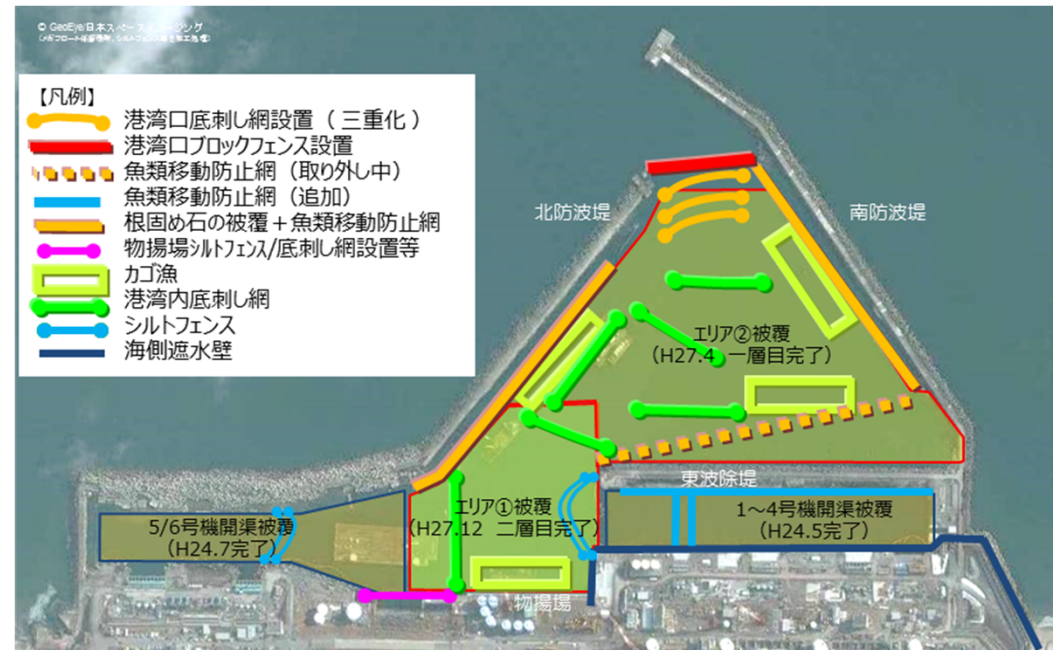 © GeoEye/日本スペースイメージング
【凡例】
港湾口底刺し網設置（三重化）
港湾口ブロックフェンス設置
魚類移動防止網（取り外し中）
魚類移動防止網（追加）
根固め石の被覆＋魚類移動防止網
物揚場ｼﾙﾄﾌｪﾝｽ/底刺し網設置等
カゴ漁
港湾内底刺し網
シルトフェンス
海側遮水壁
北防波堤
南防波堤
エリア②被覆
（H27.4 一層目完了）
東波除堤
エリア①被覆
（H27.12 二層目完了）
1～4号機開渠被覆
（H24.5完了）
5/6号機開渠被覆
（H24.7完了）
物揚場